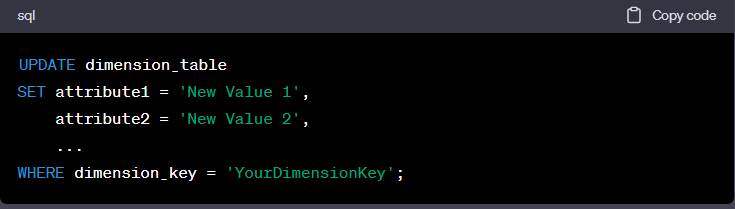 sql
Copy code
UPDATE dimension_table
SET attribute1 = 'New Value 1',
    attribute2 = 'New Value 2',
    ...
WHERE dimension_key = 'YourDimensionKey';